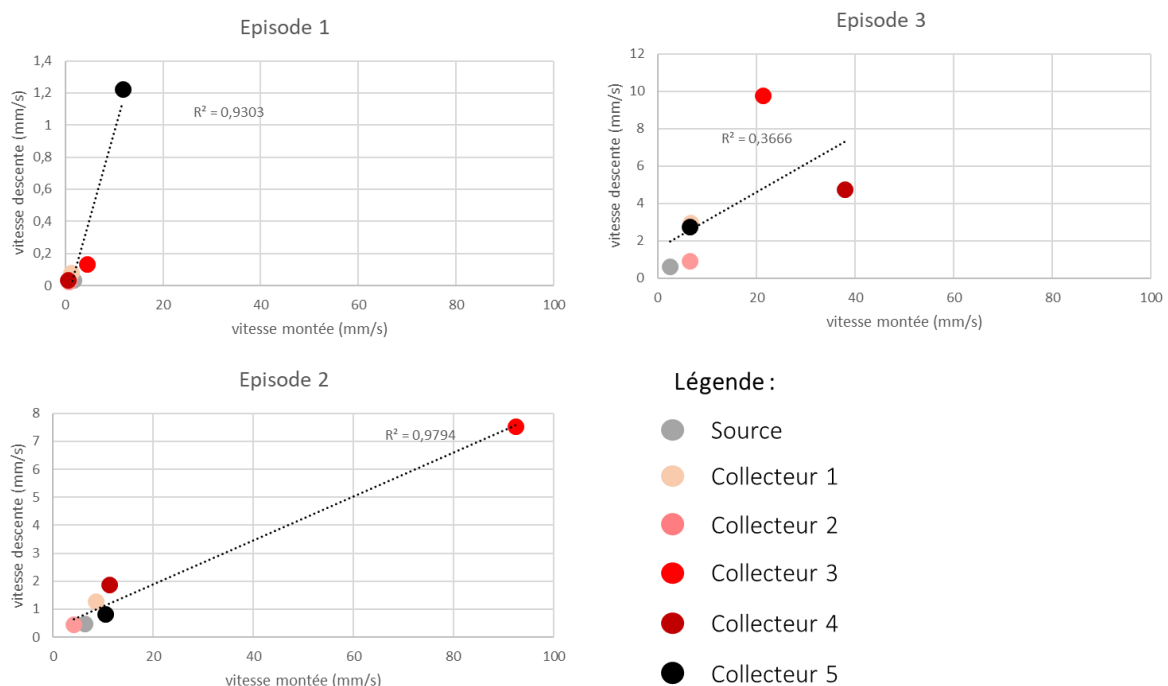 Episode 1
vitesse descente (mm/s)
1,4
1,2
1
0,8
0,6
0,4
0,2
0
R² = 0,9303
0 20 40 60 80 100
vitesse montée (mm/s)
Episode 3
vitesse descente (mm/s)
12
10
8
6
4
2
0
R² = 0,3666
0 20 40 60 80 100
vitesse montée (mm/s)
Episode 2
vitesse descente (mm/s)
8
7
6
5
4
3
2
1
0
R² = 0,9794
0 20 40 60 80 100
vitesse montée (mm/s)
Légende :
Source
Collecteur 1
Collecteur 2
Collecteur 3
Collecteur 4
Collecteur 5